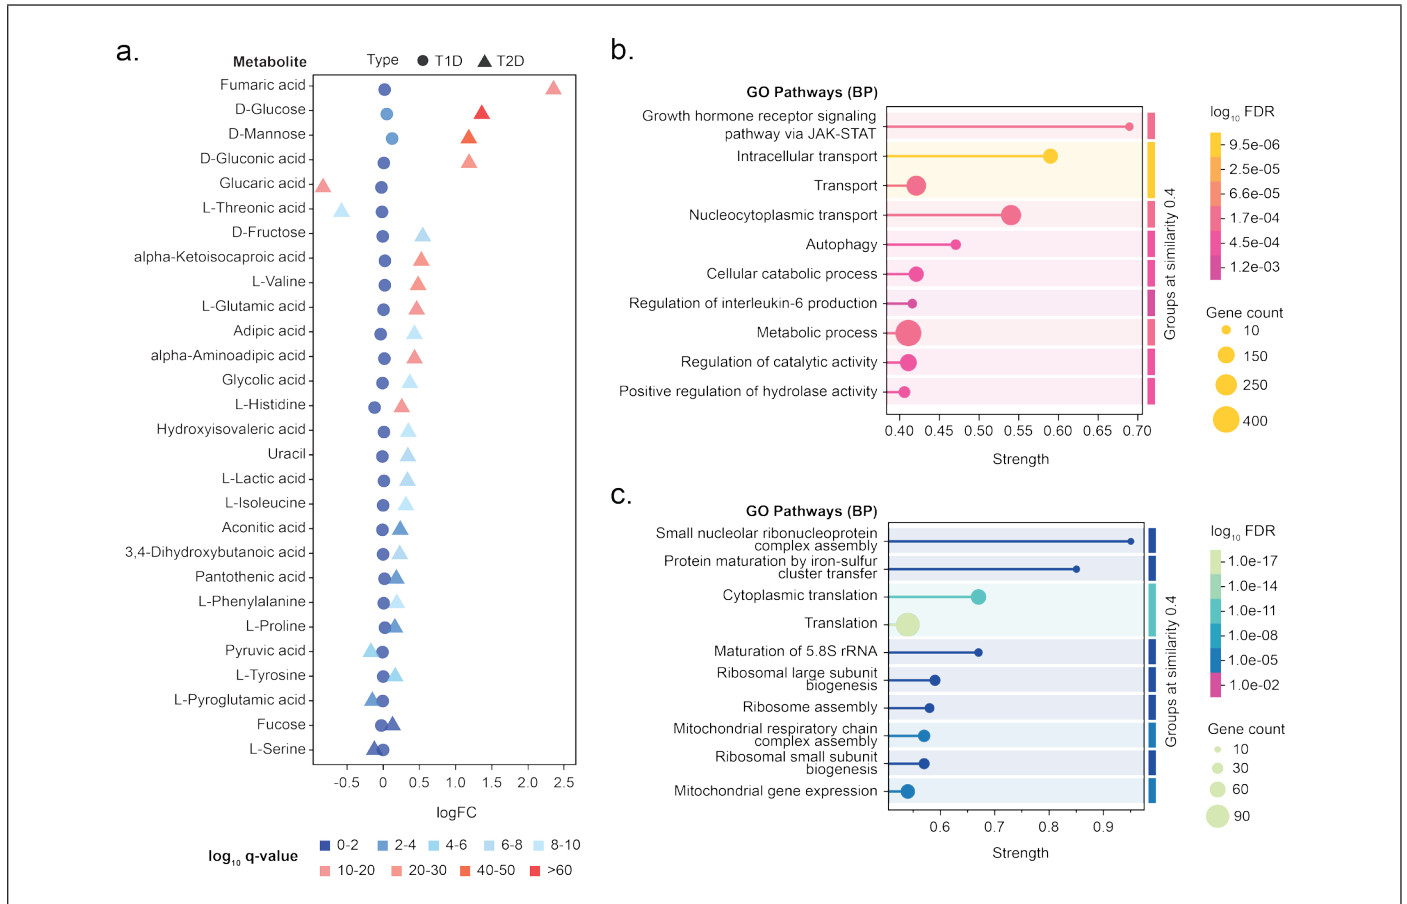 a.
Metabolite Type T1D T2D
Fumaric acid
D-Glucose
D-Mannose
D-Gluconic acid
Glucaric acid
L-Threonic acid
D-Fructose
alpha-Ketoisocaproic acid
L-Valine
L-Glutamic acid
Adipic acid
alpha-Aminoadipic acid
Glycolic acid
L-Histidine
Hydroxyisovaleric acid
Uracil
L-Lactic acid
L-Isoleucine
Aconitic acid
3,4-Dihydroxybutanoic acid
Pantothenic acid
L-Phenylalanine
L-Proline
Pyruvic acid
L-Tyrosine
L-Pyroglutamic acid
Fucose
L-Serine
-0.5 0 0.5 1.0 1.5 2.0 2.5
logFC
log10 q-value
0-2 2-4 4-6 6-8 8-10
10-20 20-30 40-50 >60
b.
GO Pathways (BP)
Growth hormone receptor signaling
pathway via JAK-STAT
Intracellular transport
Transport
Nucleocytoplasmic transport
Autophagy
Cellular catabolic process
Regulation of interleukin-6 production
Metabolic process
Regulation of catalytic activity
Positive regulation of hydrolase activity
0.40 0.45 0.50 0.55 0.60 0.65 0.70
Strength
Groups at similarity 0.4
log10 FDR
9.5e-06
2.5e-05
6.6e-05
1.7e-04
4.5e-04
1.2e-03
Gene count
10
150
250
400
c.
GO Pathways (BP)
Small nucleolar ribonucleoprotein
complex assembly
Protein maturation by iron-sulfur
cluster transfer
Cytoplasmic translation
Translation
Maturation of 5.8S rRNA
Ribosomal large subunit
biogenesis
Ribosome assembly
Mitochondrial respiratory chain
complex assembly
Ribosomal small subunit
biogenesis
Mitochondrial gene expression
0.6 0.7 0.8 0.9
Strength
Groups at similarity 0.4
log10 FDR
1.0e-17
1.0e-14
1.0e-11
1.0e-08
1.0e-05
1.0e-02
Gene count
10
30
60
90